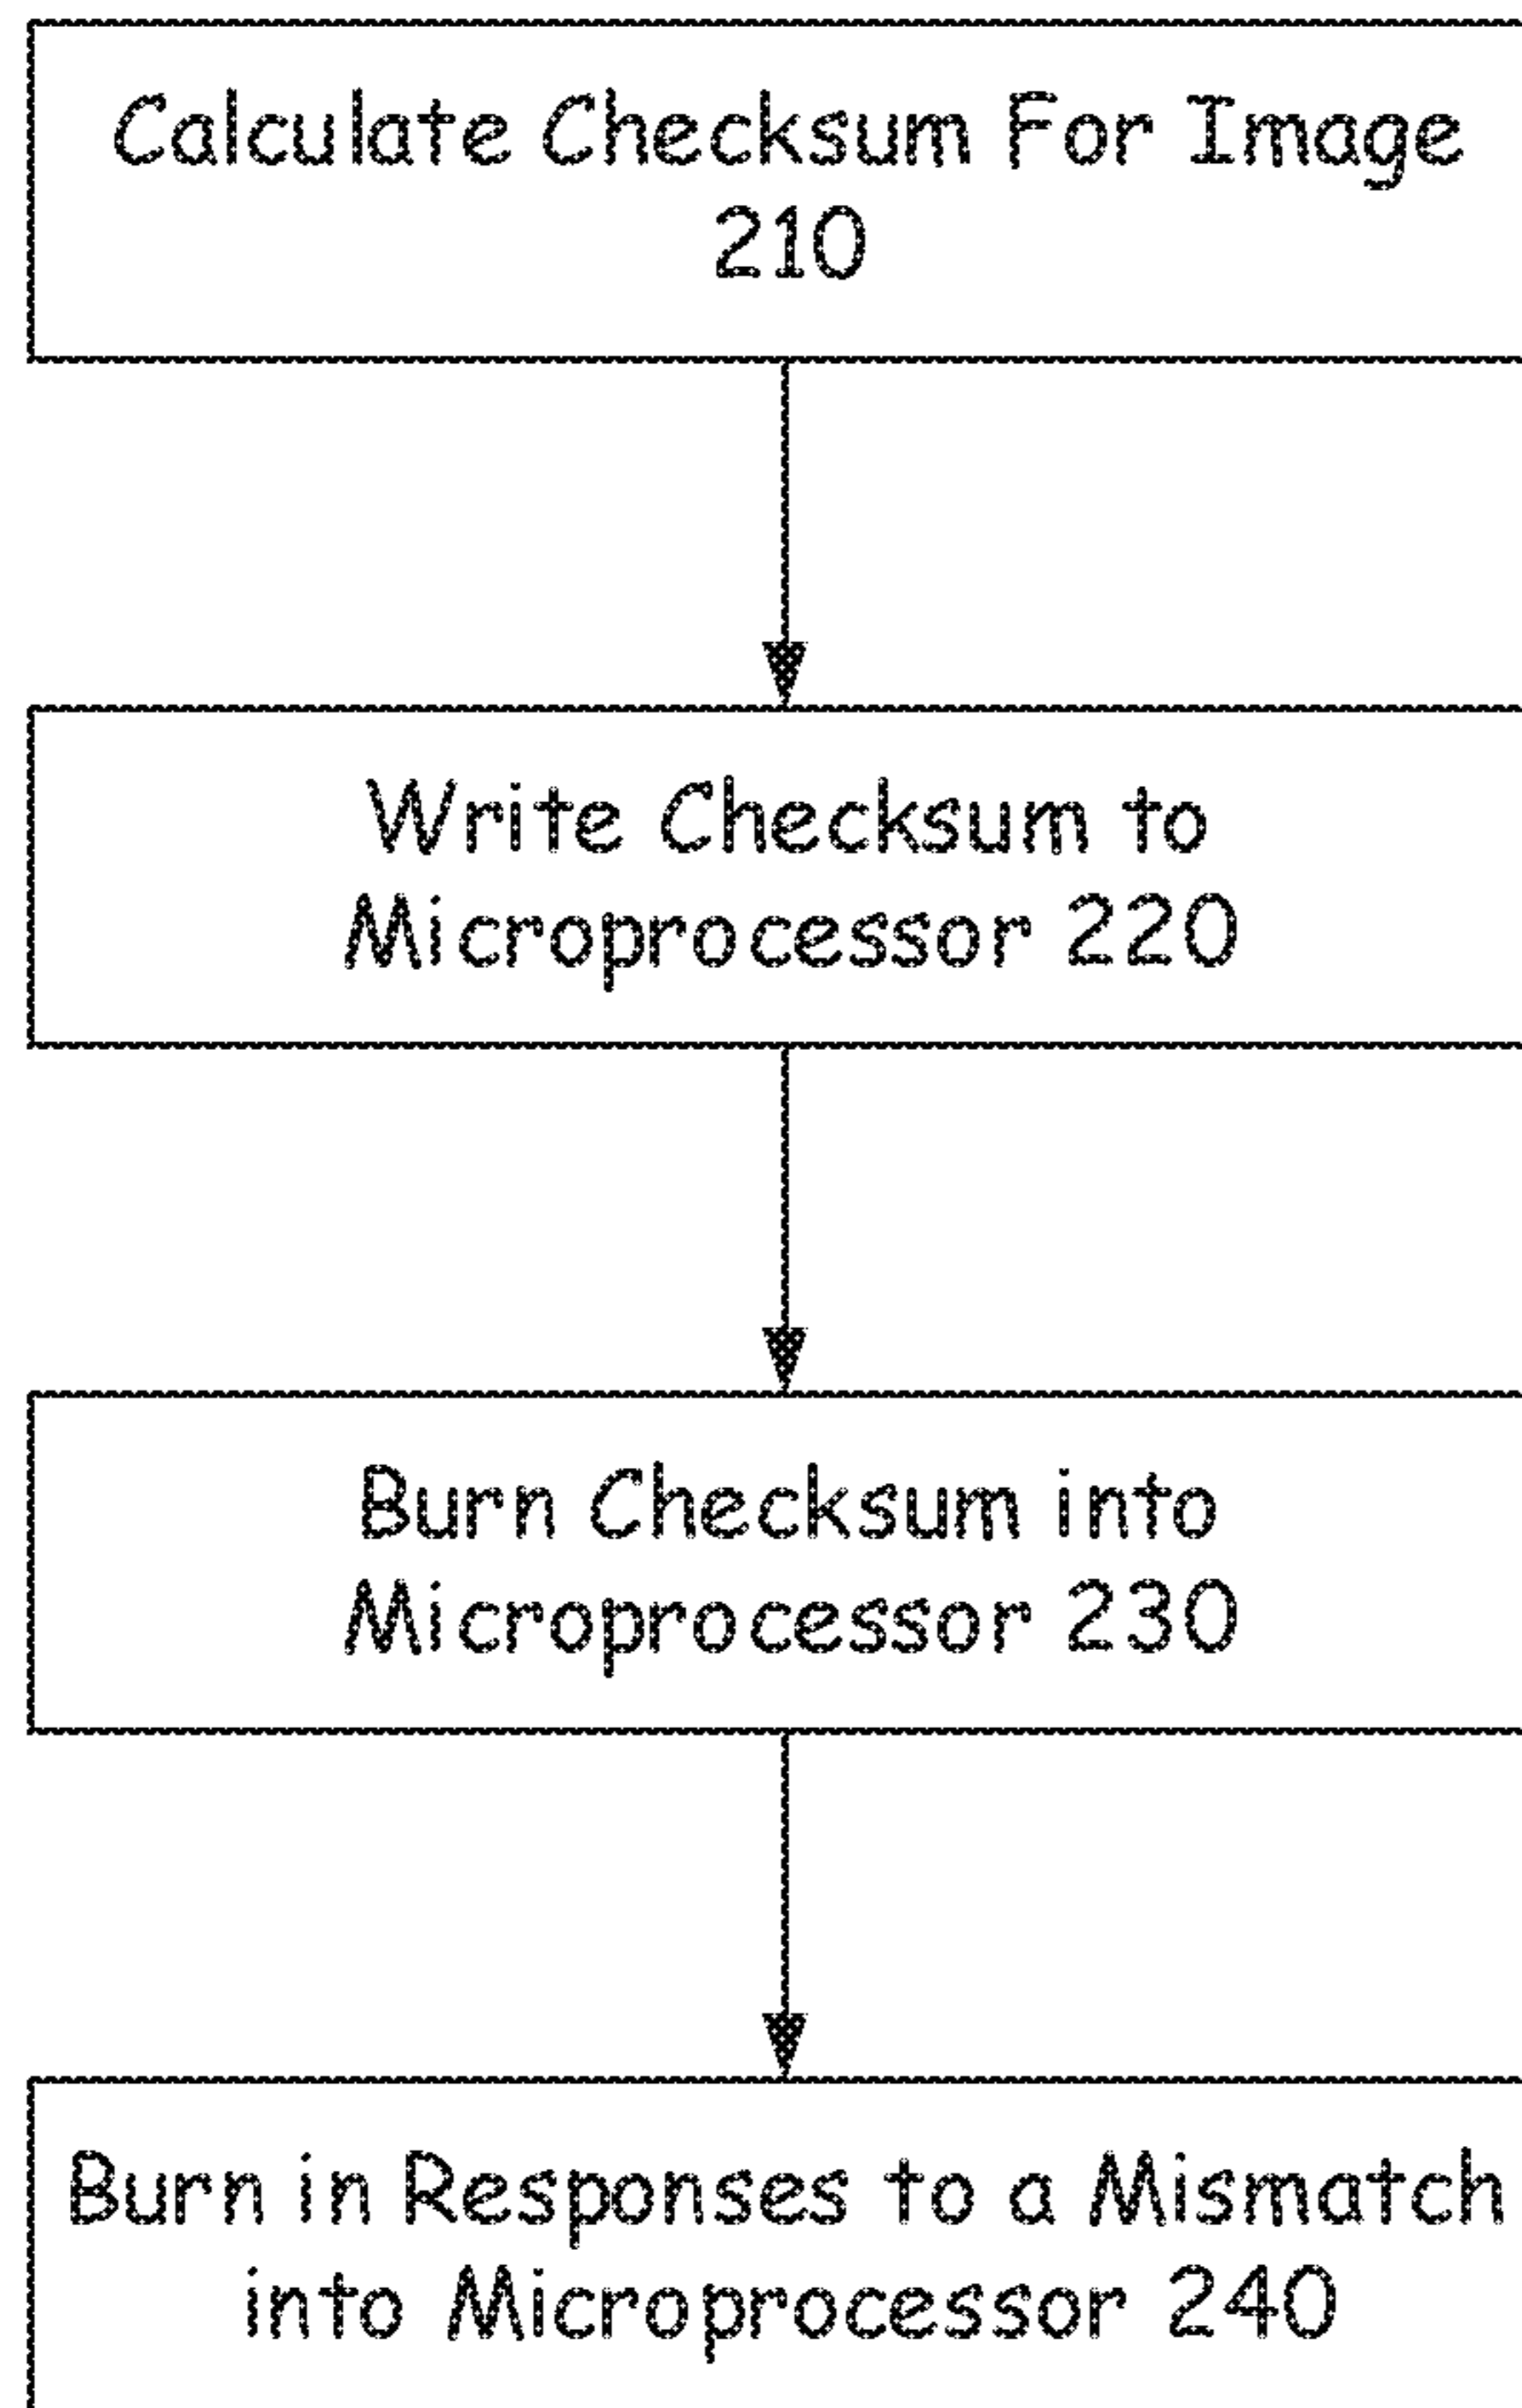 Calculate Checksum For Image
210
Write Checksum to
Microprocessor 220
Burn Checksum into
Microprocessor 230
Burn in Responses to a Mismatch
into Microprocessor 240